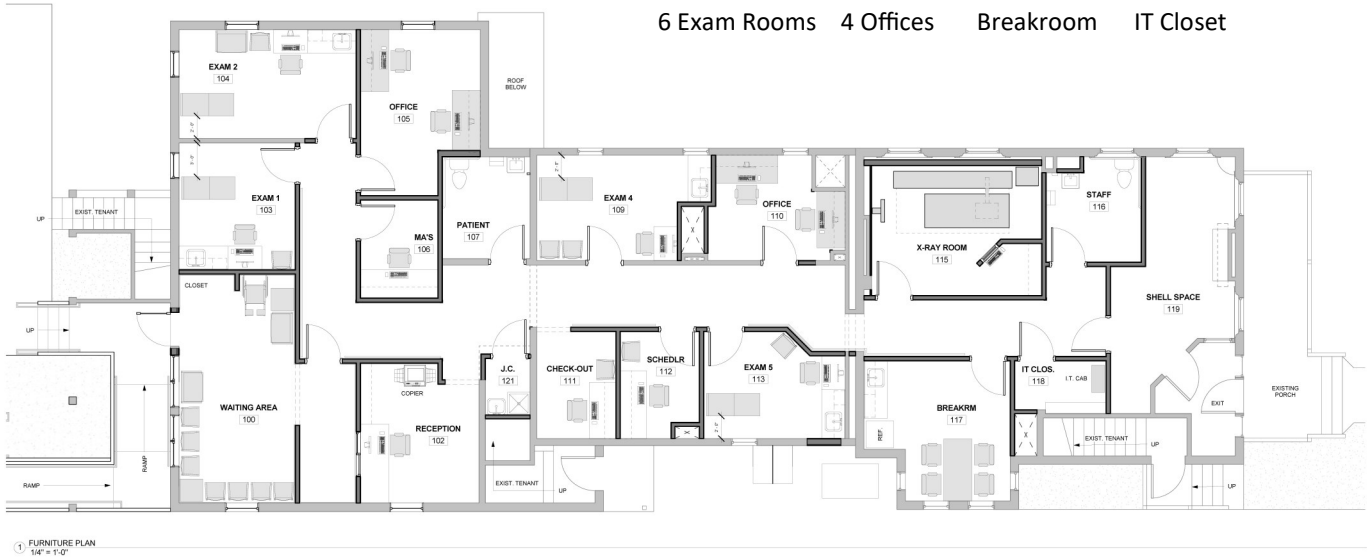 6 Exam Rooms 4 Offices Breakroom IT Closet
EXAM 2
104
OFFICE
105
ROOF
BELOW
EXAM 1
103
MA'S
106
PATIENT
107
EXAM 4
109
OFFICE
110
X-RAY ROOM
115
STAFF
116
SHELL SPACE
119
UP
EXIST. TENANT
CLOSET
UP
WAITING AREA
100
COPIER
RECEPTION
102
J.C.
121
CHECK-OUT
111
SCHEDLR
112
EXAM 5
113
BREAKRM
117
REF.
IT CLOS.
118
I.T. CAB
EXIT
EXISTING
PORCH
EXIST. TENANT
UP
UP
RAMP
RAMP
EXIST. TENANT
UP
X
X
X
1 FURNITURE PLAN
1/4" = 1'-0"